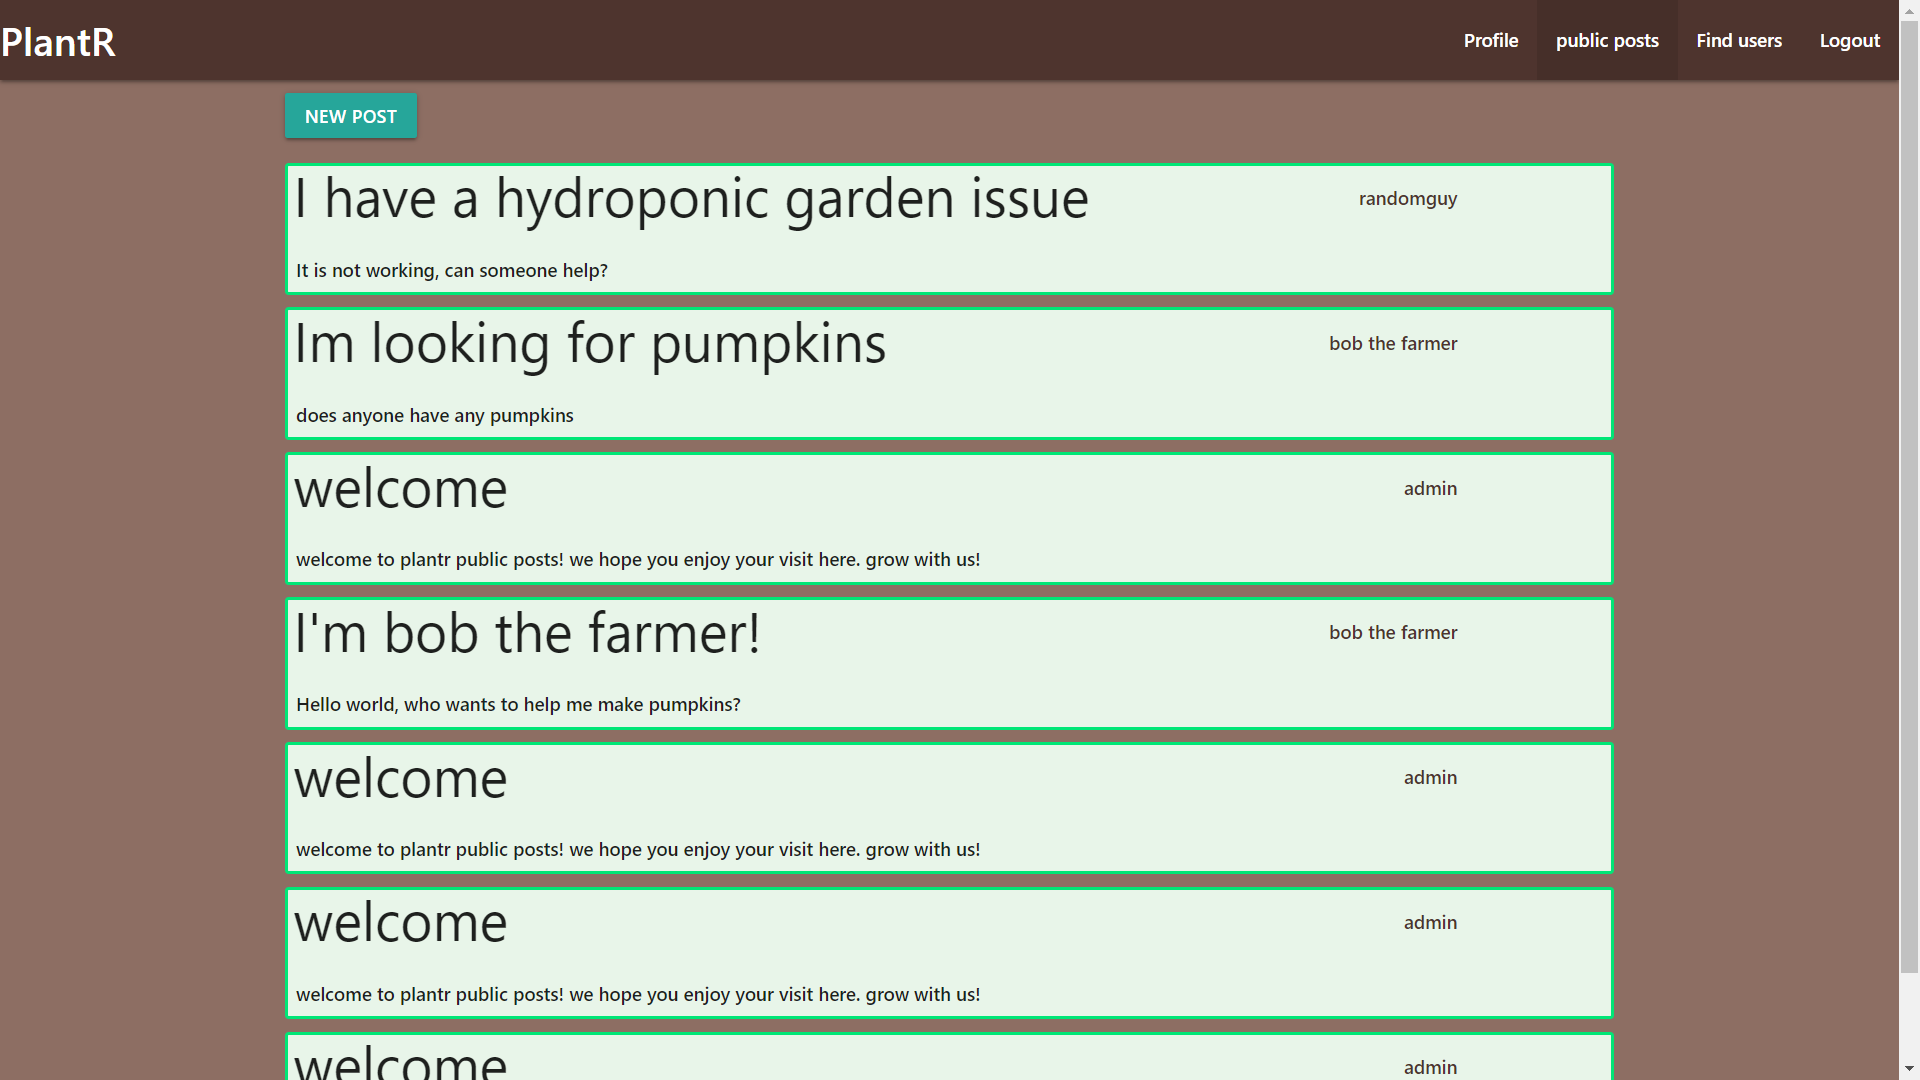 PlantR
Profile
public posts
Find users
Logout
NEW POST
I have a hydroponic garden issue
randomguy
It is not working, can someone help?
Im looking for pumpkins
bob the farmer
does anyone have any pumpkins
welcome
admin
welcome to plantr public posts! we hope you enjoy your visit here. grow with us!
I'm bob the farmer!
bob the farmer
Hello world, who wants to help me make pumpkins?
welcome
admin
welcome to plantr public posts! we hope you enjoy your visit here. grow with us!
welcome
admin
welcome to plantr public posts! we hope you enjoy your visit here. grow with us!
welcome
admin